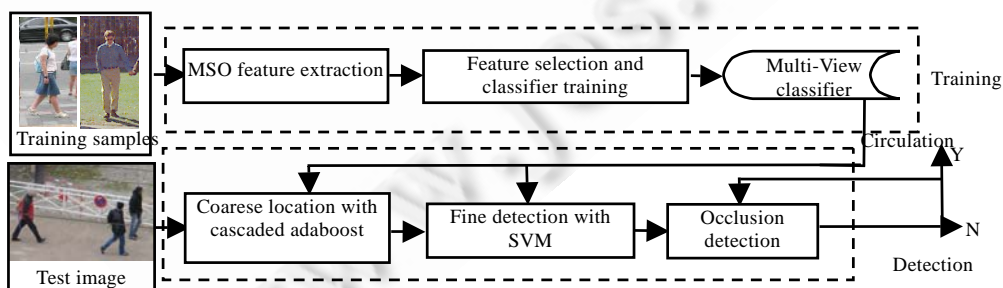 MSO feature extraction
Feature selection and
classifier training
Multi-View
classifier
Training
Training samples
Circulation
Y
Coarese location with
cascaded adaboost
Fine detection with
SVM
Occlusion
detection
N
Detection
Test image